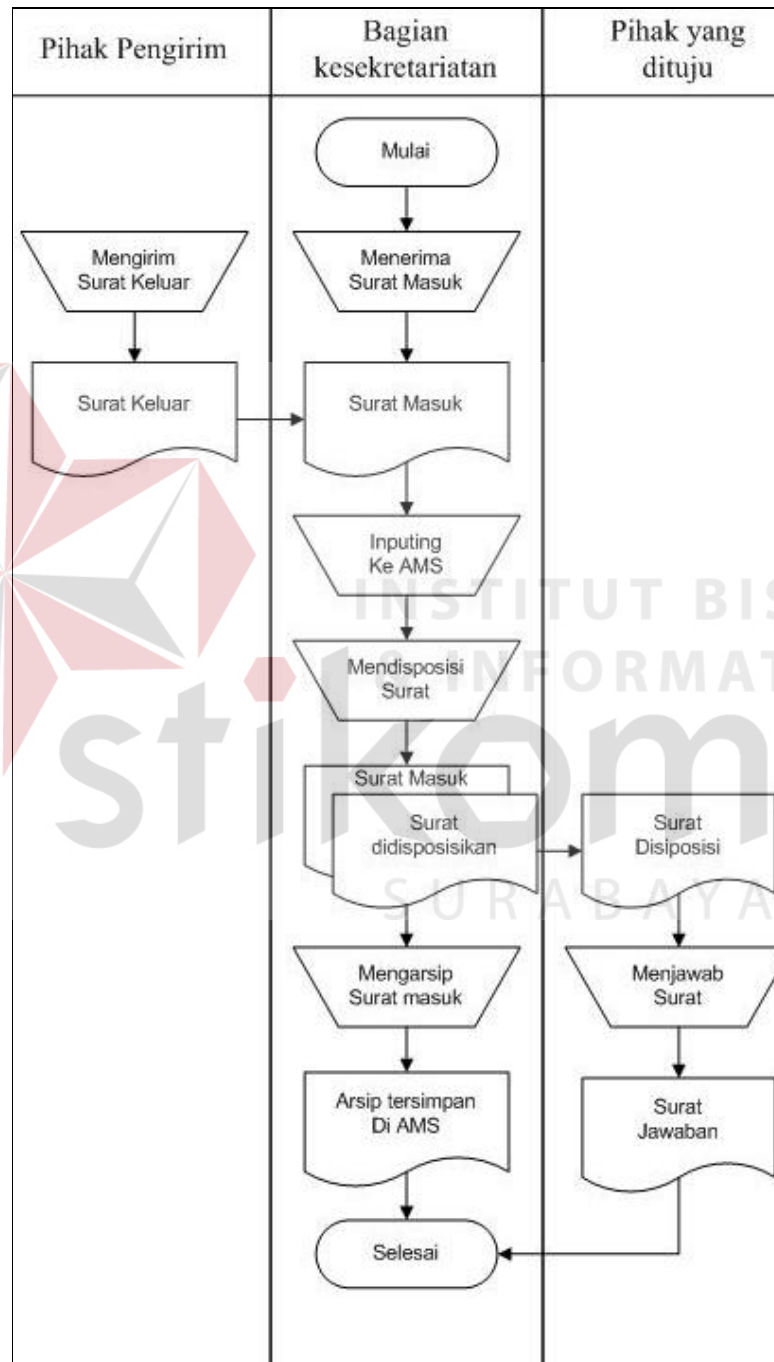 Pihak Pengirim
Bagian
kesekretariatan
Pihak yang
dituju
Mulai
Mengirim
Surat Keluar
Menerima
Surat Masuk
Surat Keluar
Surat Masuk
Inputing
Ke AMS
INSTITUT BIS
Mendisposisi
Surat
& INFORMAT
stikom
Surat Masuk
Surat
didisposisikan
Surat
Disiposisi
SURABAYA
Mengarsip
Surat masuk
Menjawab
Surat
Arsip tersimpan
Di AMS
Surat
Jawaban
Selesai